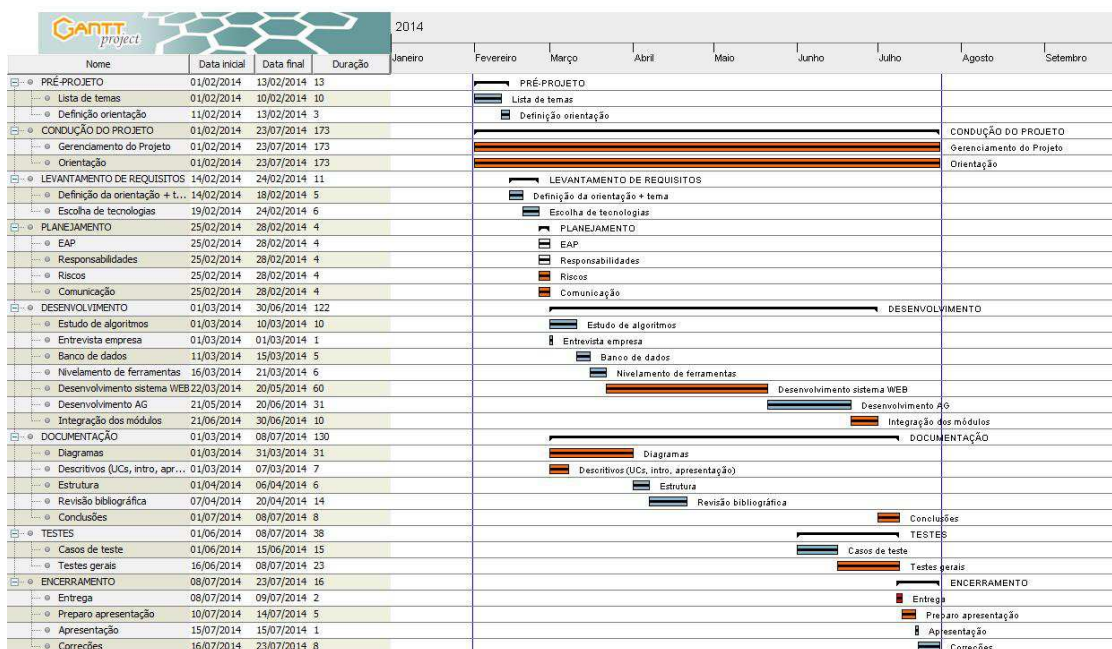 GANTT
project
2014
Nome Data inicial Data final Duração
Janeiro Fevereiro Março Abril Maio Junho Julho Agosto Setembro
PRÉ-PROJETO 01/02/2014 13/02/2014 13 PRÉ-PROJETO
Lista de temas 01/02/2014 10/02/2014 10 Lista de temas
Definição orientação 11/02/2014 13/02/2014 3 Definição orientação
CONDUÇÃO DO PROJETO 01/02/2014 23/07/2014 173 CONDUÇÃO DO PROJETO
Gerenciamento do Projeto 01/02/2014 23/07/2014 173 Gerenciamento do Projeto
Orientação 01/02/2014 23/07/2014 173 Orientação
LEVANTAMENTO DE REQUISITOS 14/02/2014 24/02/2014 11 LEVANTAMENTO DE REQUISITOS
Definição da orientação + t... 14/02/2014 18/02/2014 5 Definição da orientação + tema
Escolha de tecnologias 19/02/2014 24/02/2014 6 Escolha de tecnologias
PLANEJAMENTO 25/02/2014 28/02/2014 4 PLANEJAMENTO
EAP 25/02/2014 28/02/2014 4 EAP
Responsabilidades 25/02/2014 28/02/2014 4 Responsabilidades
Riscos 25/02/2014 28/02/2014 4 Riscos
Comunicação 25/02/2014 28/02/2014 4 Comunicação
DESENVOLVIMENTO 01/03/2014 30/06/2014 122 DESENVOLVIMENTO
Estudo de algoritmos 01/03/2014 10/03/2014 10 Estudo de algoritmos
Entrevista empresa 01/03/2014 01/03/2014 1 Entrevista empresa
Banco de dados 11/03/2014 15/03/2014 5 Banco de dados
Nivelamento de ferramentas 16/03/2014 21/03/2014 6 Nivelamento de ferramentas
Desenvolvimento sistema WEB 22/03/2014 20/05/2014 60 Desenvolvimento sistema WEB
Desenvolvimento AG 21/05/2014 20/06/2014 31 Desenvolvimento AG
Integração dos módulos 21/06/2014 30/06/2014 10 Integração dos módulos
DOCUMENTAÇÃO 01/03/2014 08/07/2014 130 DOCUMENTAÇÃO
Diagramas 01/03/2014 31/03/2014 31 Diagramas
Descritivos (UCs, intro, apr... 01/03/2014 07/03/2014 7 Descritivos (UCs, intro, apresentação)
Estrutura 01/04/2014 06/04/2014 6 Estrutura
Revisão bibliográfica 07/04/2014 20/04/2014 14 Revisão bibliográfica
Conclusões 01/07/2014 08/07/2014 8 Conclusões
TESTES 01/06/2014 08/07/2014 38 TESTES
Casos de teste 01/06/2014 15/06/2014 15 Casos de teste
Testes gerais 16/06/2014 08/07/2014 23 Testes gerais
ENCERRAMENTO 08/07/2014 23/07/2014 16 ENCERRAMENTO
Entrega 08/07/2014 09/07/2014 2 Entrega
Preparo apresentação 10/07/2014 14/07/2014 5 Preparo apresentação
Apresentação 15/07/2014 15/07/2014 1 Apresentação
Correções 16/07/2014 23/07/2014 8 Correções